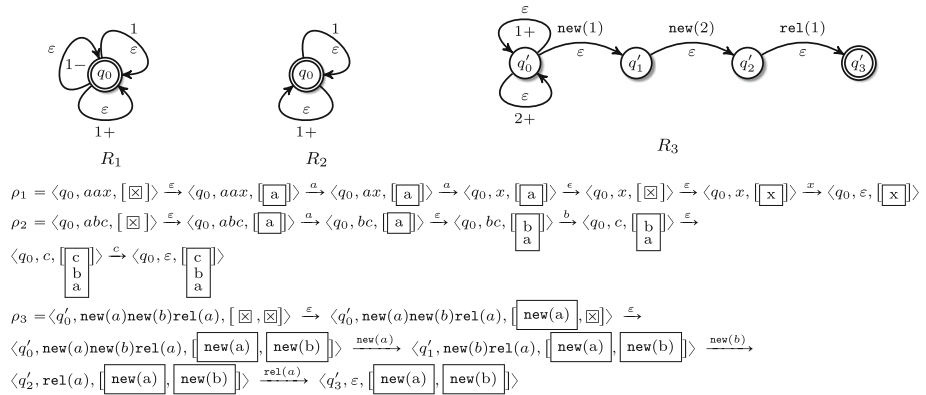 ε 1 ε 1− q₀ ε ε 1+ R₁
1 ε q₀ ε 1+ R₂
ε 1+ q′₀ ε 2+ new(1) ε q′₁ new(2) ε q′₂ rel(1) ε q′₃ R₃
ρ₁ = ⟨q₀, aax, [⊠]⟩ –ε→ ⟨q₀, aax, [a]⟩ –a→ ⟨q₀, ax, [a]⟩ –a→ ⟨q₀, x, [a]⟩ –ϵ→ ⟨q₀, x, [⊠]⟩ –ε→ ⟨q₀, x, [x]⟩ –x→ ⟨q₀, ε, [x]⟩
ρ₂ = ⟨q₀, abc, [⊠]⟩ –ε→ ⟨q₀, abc, [a]⟩ –a→ ⟨q₀, bc, [a]⟩ –ε→ ⟨q₀, bc, [b a]⟩ –b→ ⟨q₀, c, [b a]⟩ –ε→
⟨q₀, c, [c b a]⟩ –c→ ⟨q₀, ε, [c b a]⟩
ρ₃ =⟨q′₀, new(a)new(b)rel(a), [⊠, ⊠]⟩ –ε→ ⟨q′₀, new(a)new(b)rel(a), [new(a), ⊠]⟩ –ε→
⟨q′₀, new(a)new(b)rel(a), [new(a), new(b)]⟩ –new(a)→ ⟨q′₁, new(b)rel(a), [new(a), new(b)]⟩ –new(b)→
⟨q′₂, rel(a), [new(a), new(b)]⟩ –rel(a)→ ⟨q′₃, ε, [new(a), new(b)]⟩